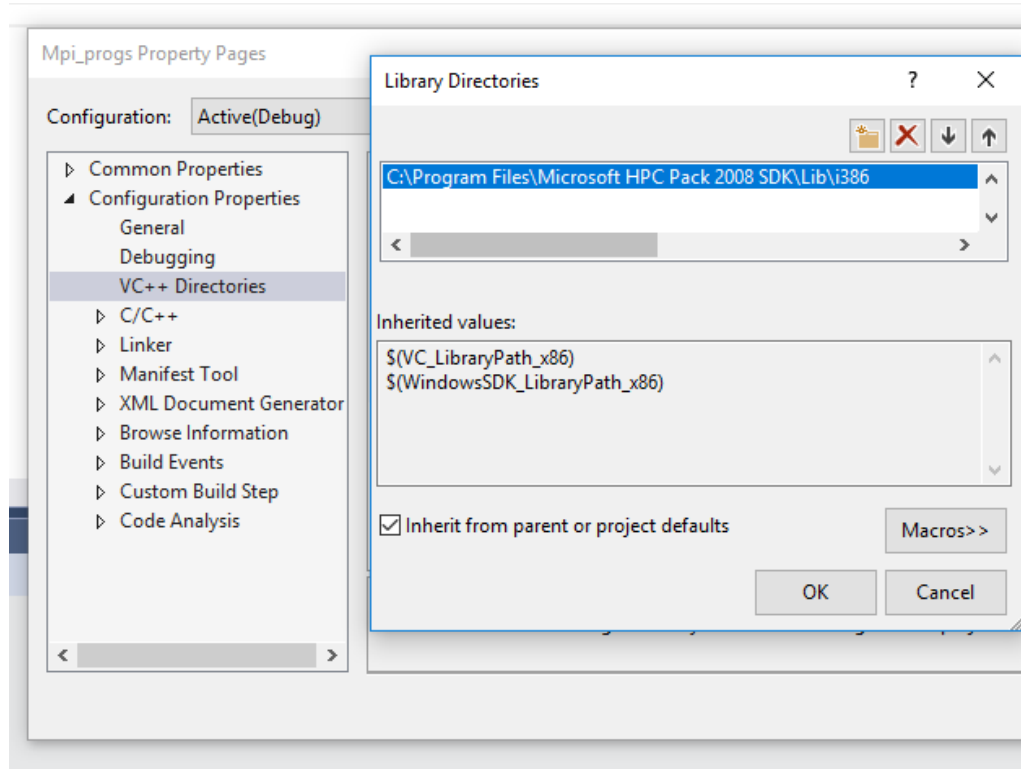 Mpi_progs Property Pages
Library Directories
?
Configuration:
Active(Debug)
Common Properties
Configuration Properties
General
Debugging
VC++ Directories
C/C++
Linker
Manifest Tool
XML Document Generator
Browse Information
Build Events
Custom Build Step
Code Analysis
C:\Program Files\Microsoft HPC Pack 2008 SDK\Lib\i386
Inherited values:
$(VC_LibraryPath_x86)
$(WindowsSDK_LibraryPath_x86)
Inherit from parent or project defaults
Macros>>
OK
Cancel